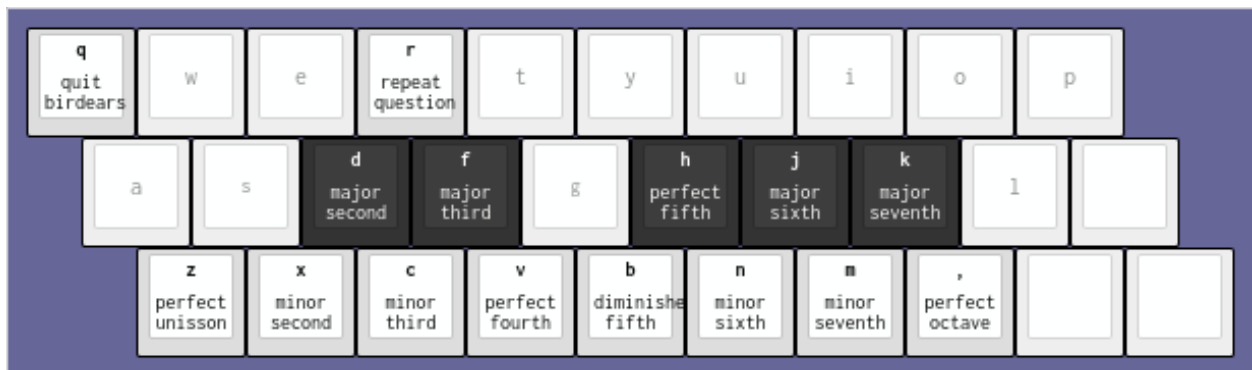 q
quit
birdears
w
e
r
repeat
question
t
y
u
i
o
p
a
s
d
major
second
f
major
third
g
h
perfect
fifth
j
major
sixth
k
major
seventh
l
z
perfect
unisson
x
minor
second
c
minor
third
v
perfect
fourth
b
diminishe
fifth
n
minor
sixth
m
minor
seventh
,
perfect
octave